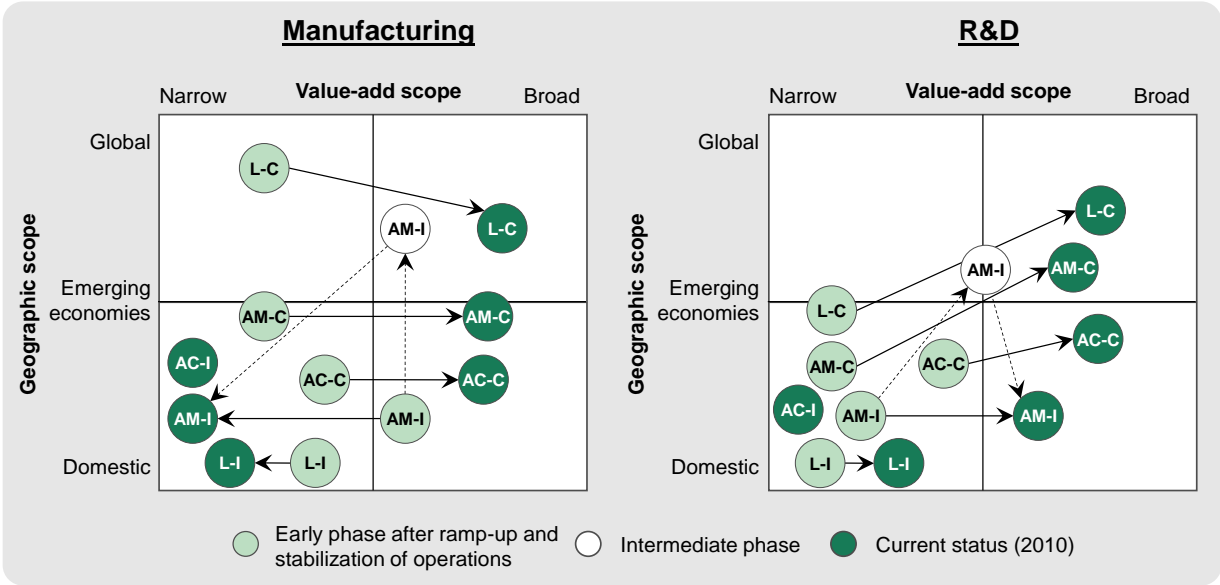 Manufacturing
Narrow
Value-add scope
Broad
Geographic scope
Global
Emerging
economies
Domestic
L-C
AM-I
L-C
AM-C
AM-C
AC-I
AC-C
AC-C
AM-I
AM-I
L-I
L-I
R&D
Narrow
Value-add scope
Broad
Geographic scope
Global
Emerging
economies
Domestic
L-C
AM-I
AM-C
L-C
AC-C
AM-C
AC-C
AC-I
AM-I
AM-I
L-I
L-I
Early phase after ramp-up and
stabilization of operations
Intermediate phase
Current status (2010)